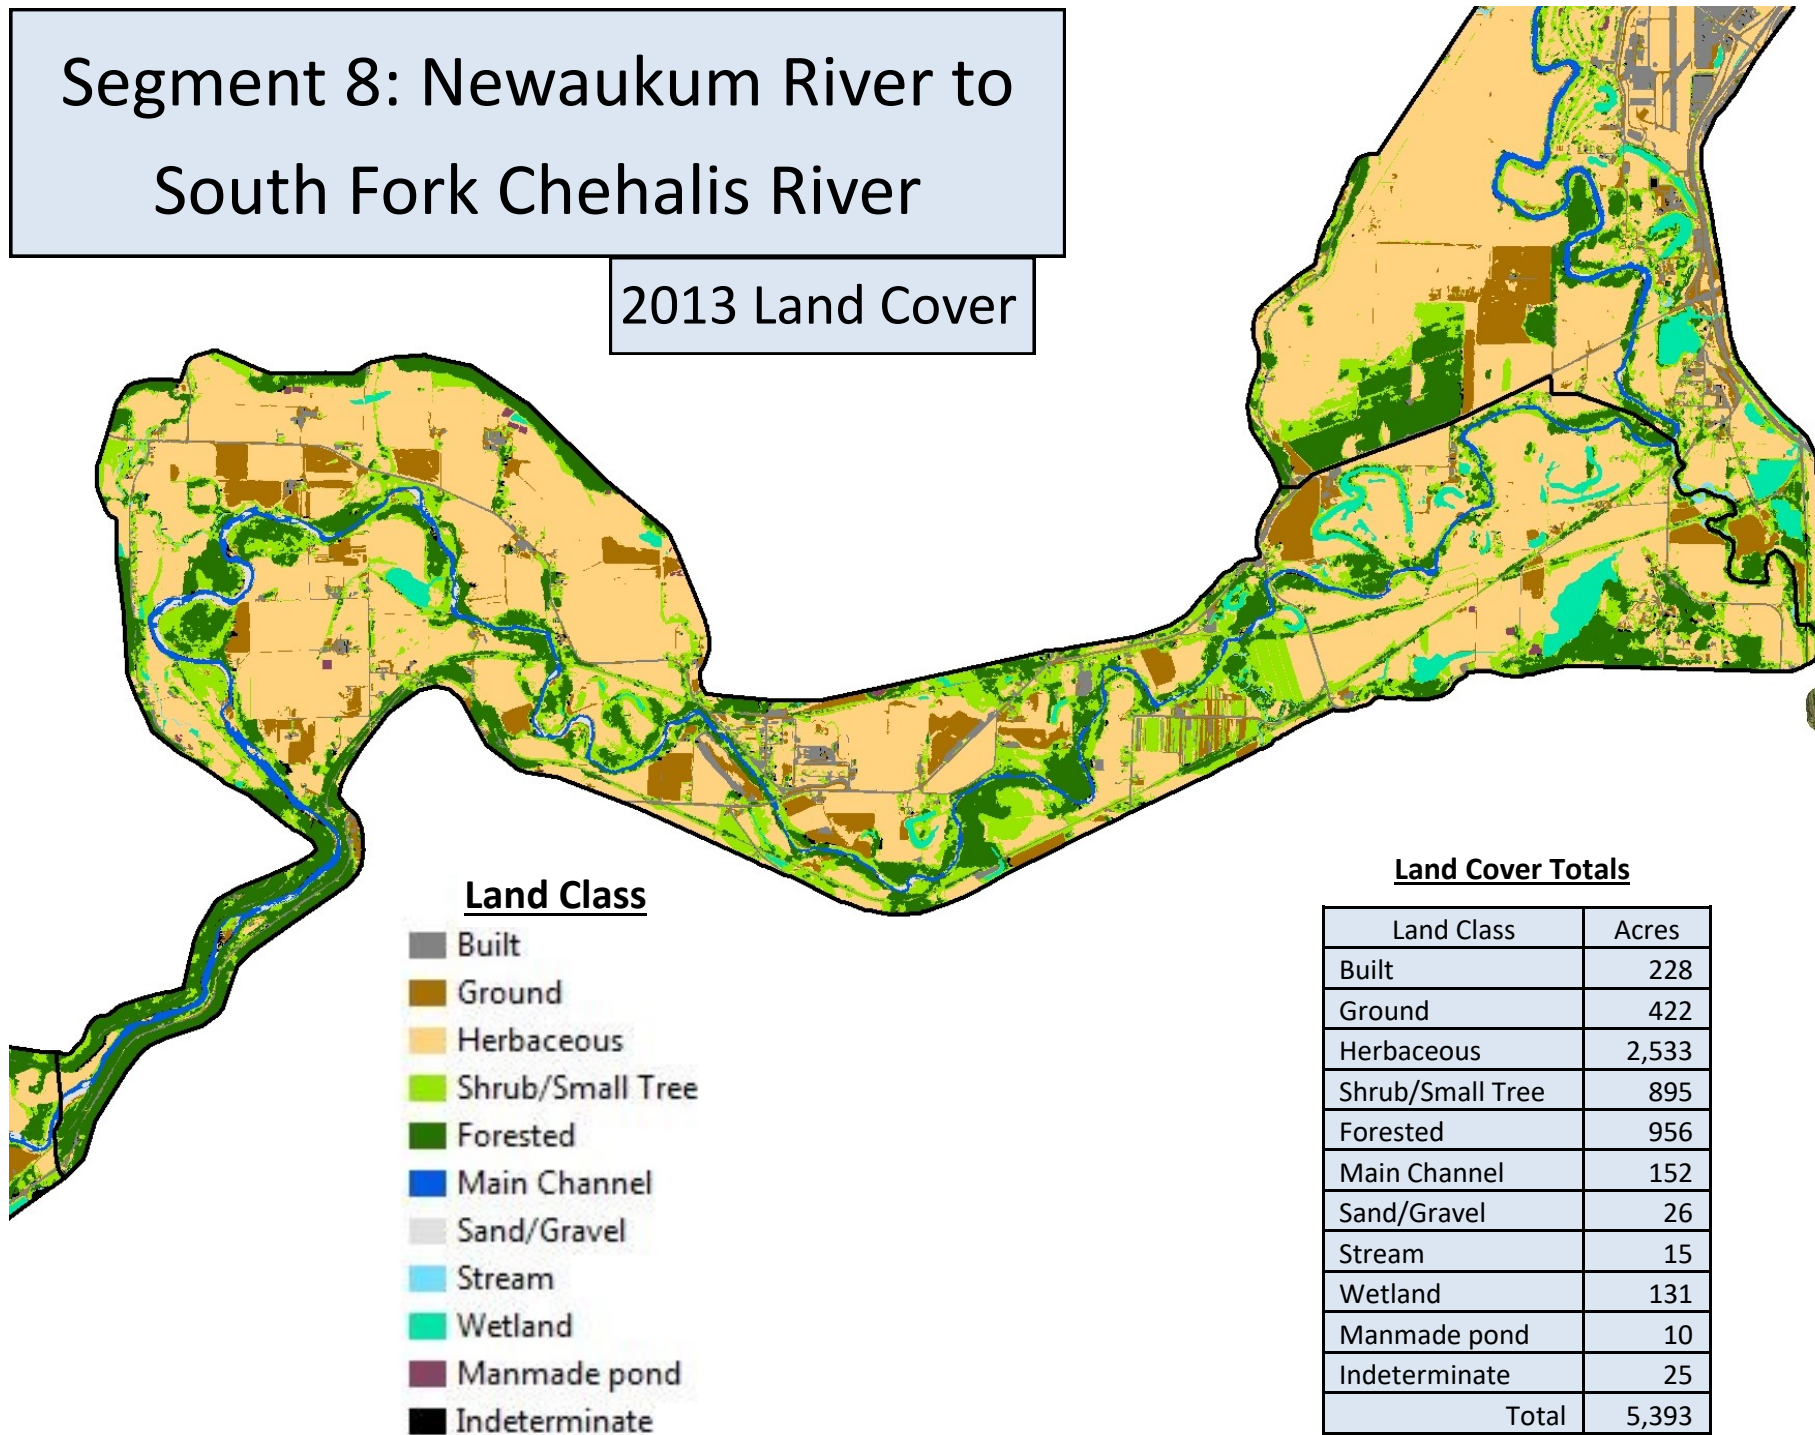 Segment 8: Newaukum River to
South Fork Chehalis River
2013 Land Cover
Land Class
Built
Ground
Herbaceous
Shrub/Small Tree
Forested
Main Channel
Sand/Gravel
Stream
Wetland
Manmade pond
Indeterminate
Land Cover Totals
Land Class Acres
Built 228
Ground 422
Herbaceous 2,533
Shrub/Small Tree 895
Forested 956
Main Channel 152
Sand/Gravel 26
Stream 15
Wetland 131
Manmade pond 10
Indeterminate 25
Total 5,393